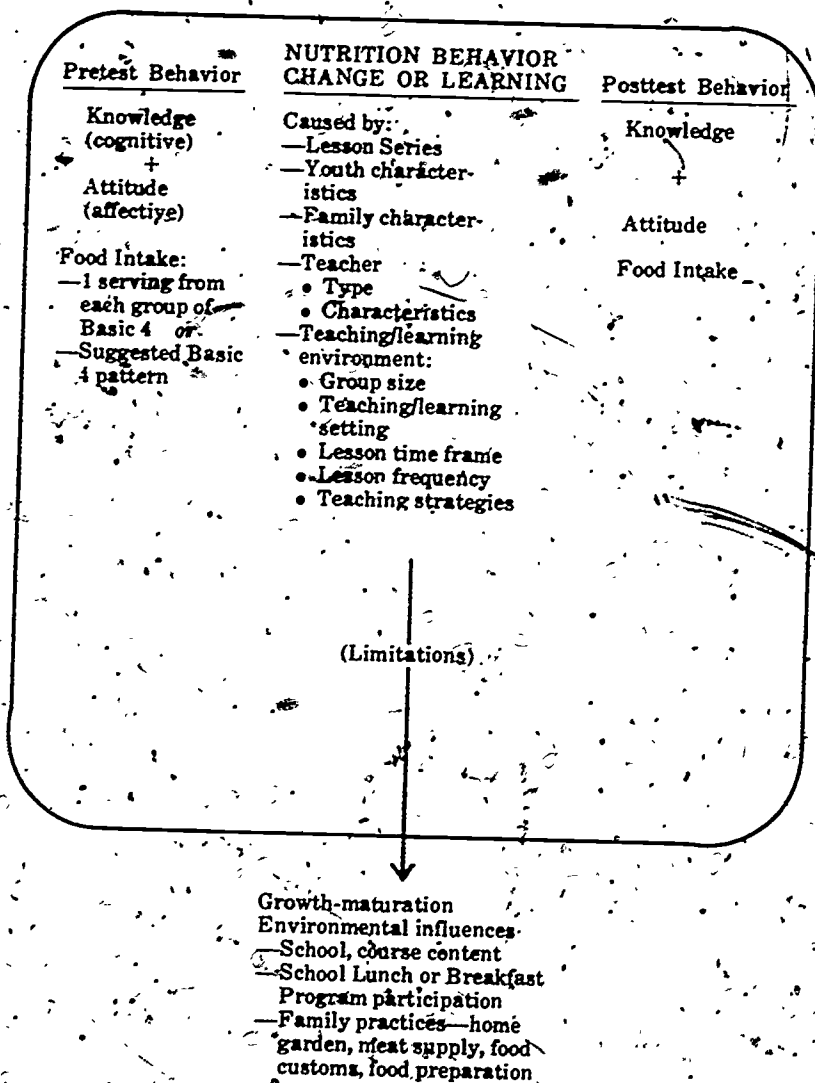 Pretest Behavior
Knowledge
(cognitive)
+
Attitude
(affective)
Food Intake:
—1 serving from
each group of
Basic 4 or
—Suggested Basic
4 pattern
NUTRITION BEHAVIOR
CHANGE OR LEARNING
Caused by:
—Lesson Series
—Youth character-
istics
—Family character-
istics
—Teacher
• Type
• Characteristics
—Teaching/learning
environment:
• Group size
• Teaching/learning
setting
• Lesson time frame
• Lesson frequency
• Teaching strategies
Posttest Behavior
Knowledge
+
Attitude
Food Intake
(Limitations)
Growth-maturation
Environmental influences
—School, course content
—School Lunch or Breakfast
Program participation
—Family practices—home
garden, meat supply, food
customs, food preparation